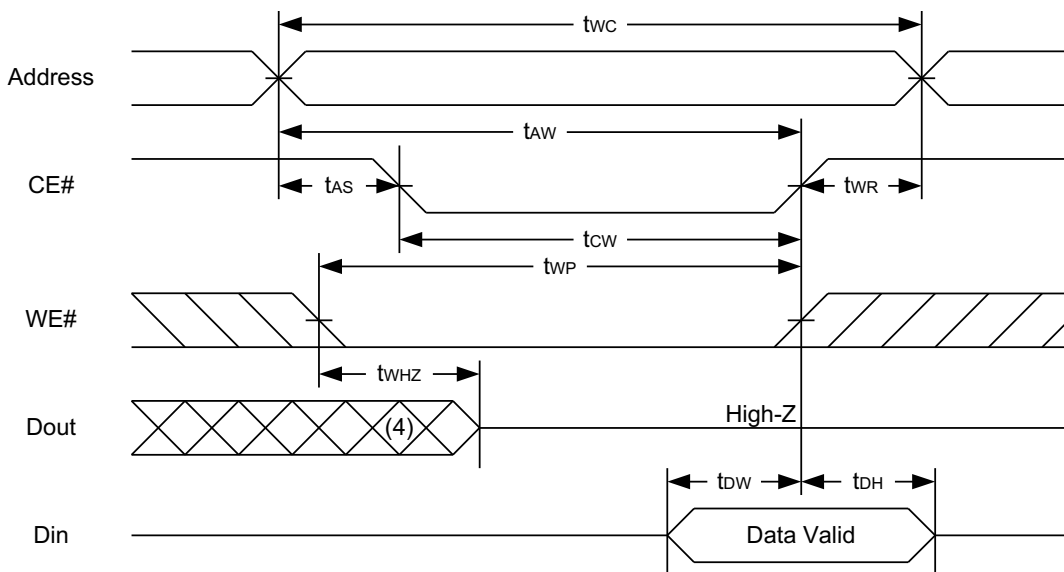 tWC
Address
tAW
CE#
tAS
tWR
tCW
tWP
WE#
tWHZ
Dout
(4)
High-Z
tDW
tDH
Din
Data Valid